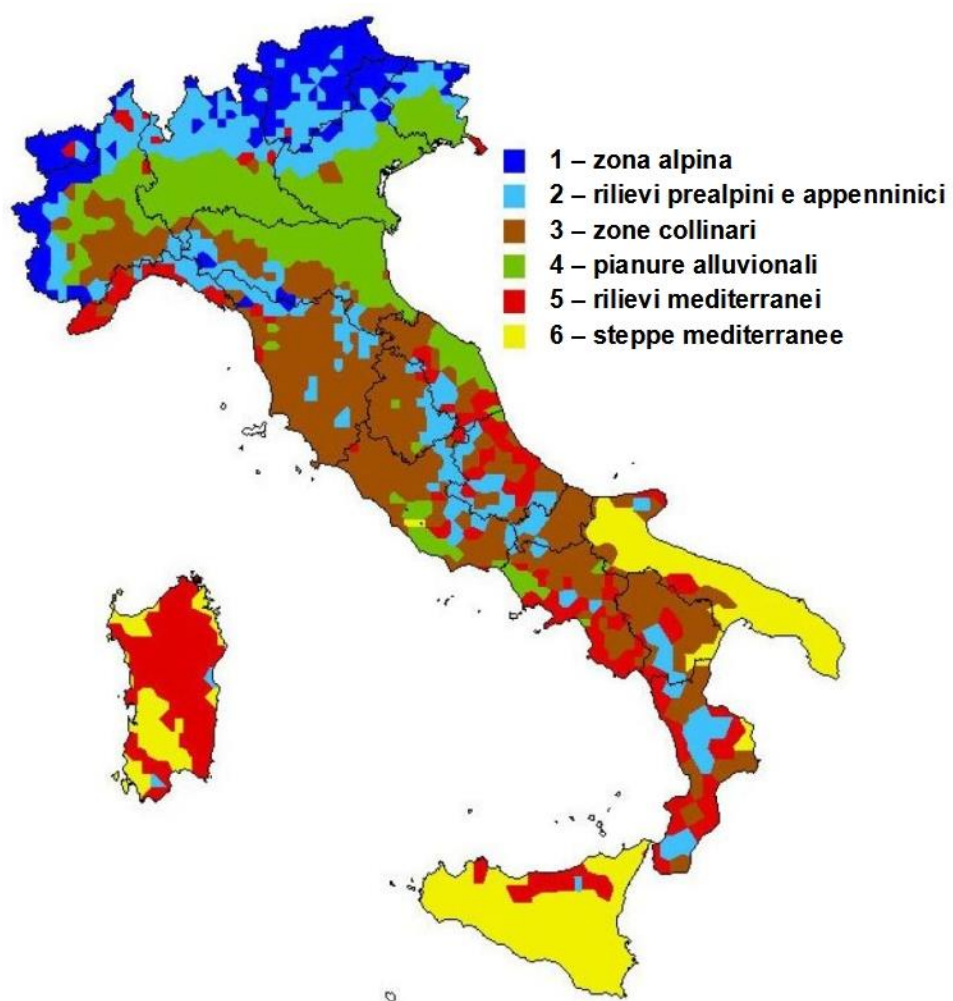 1 – zona alpina
2 – rilievi prealpini e appenninici
3 – zone collinari
4 – pianure alluvionali
5 – rilievi mediterranei
6 – steppe mediterranee